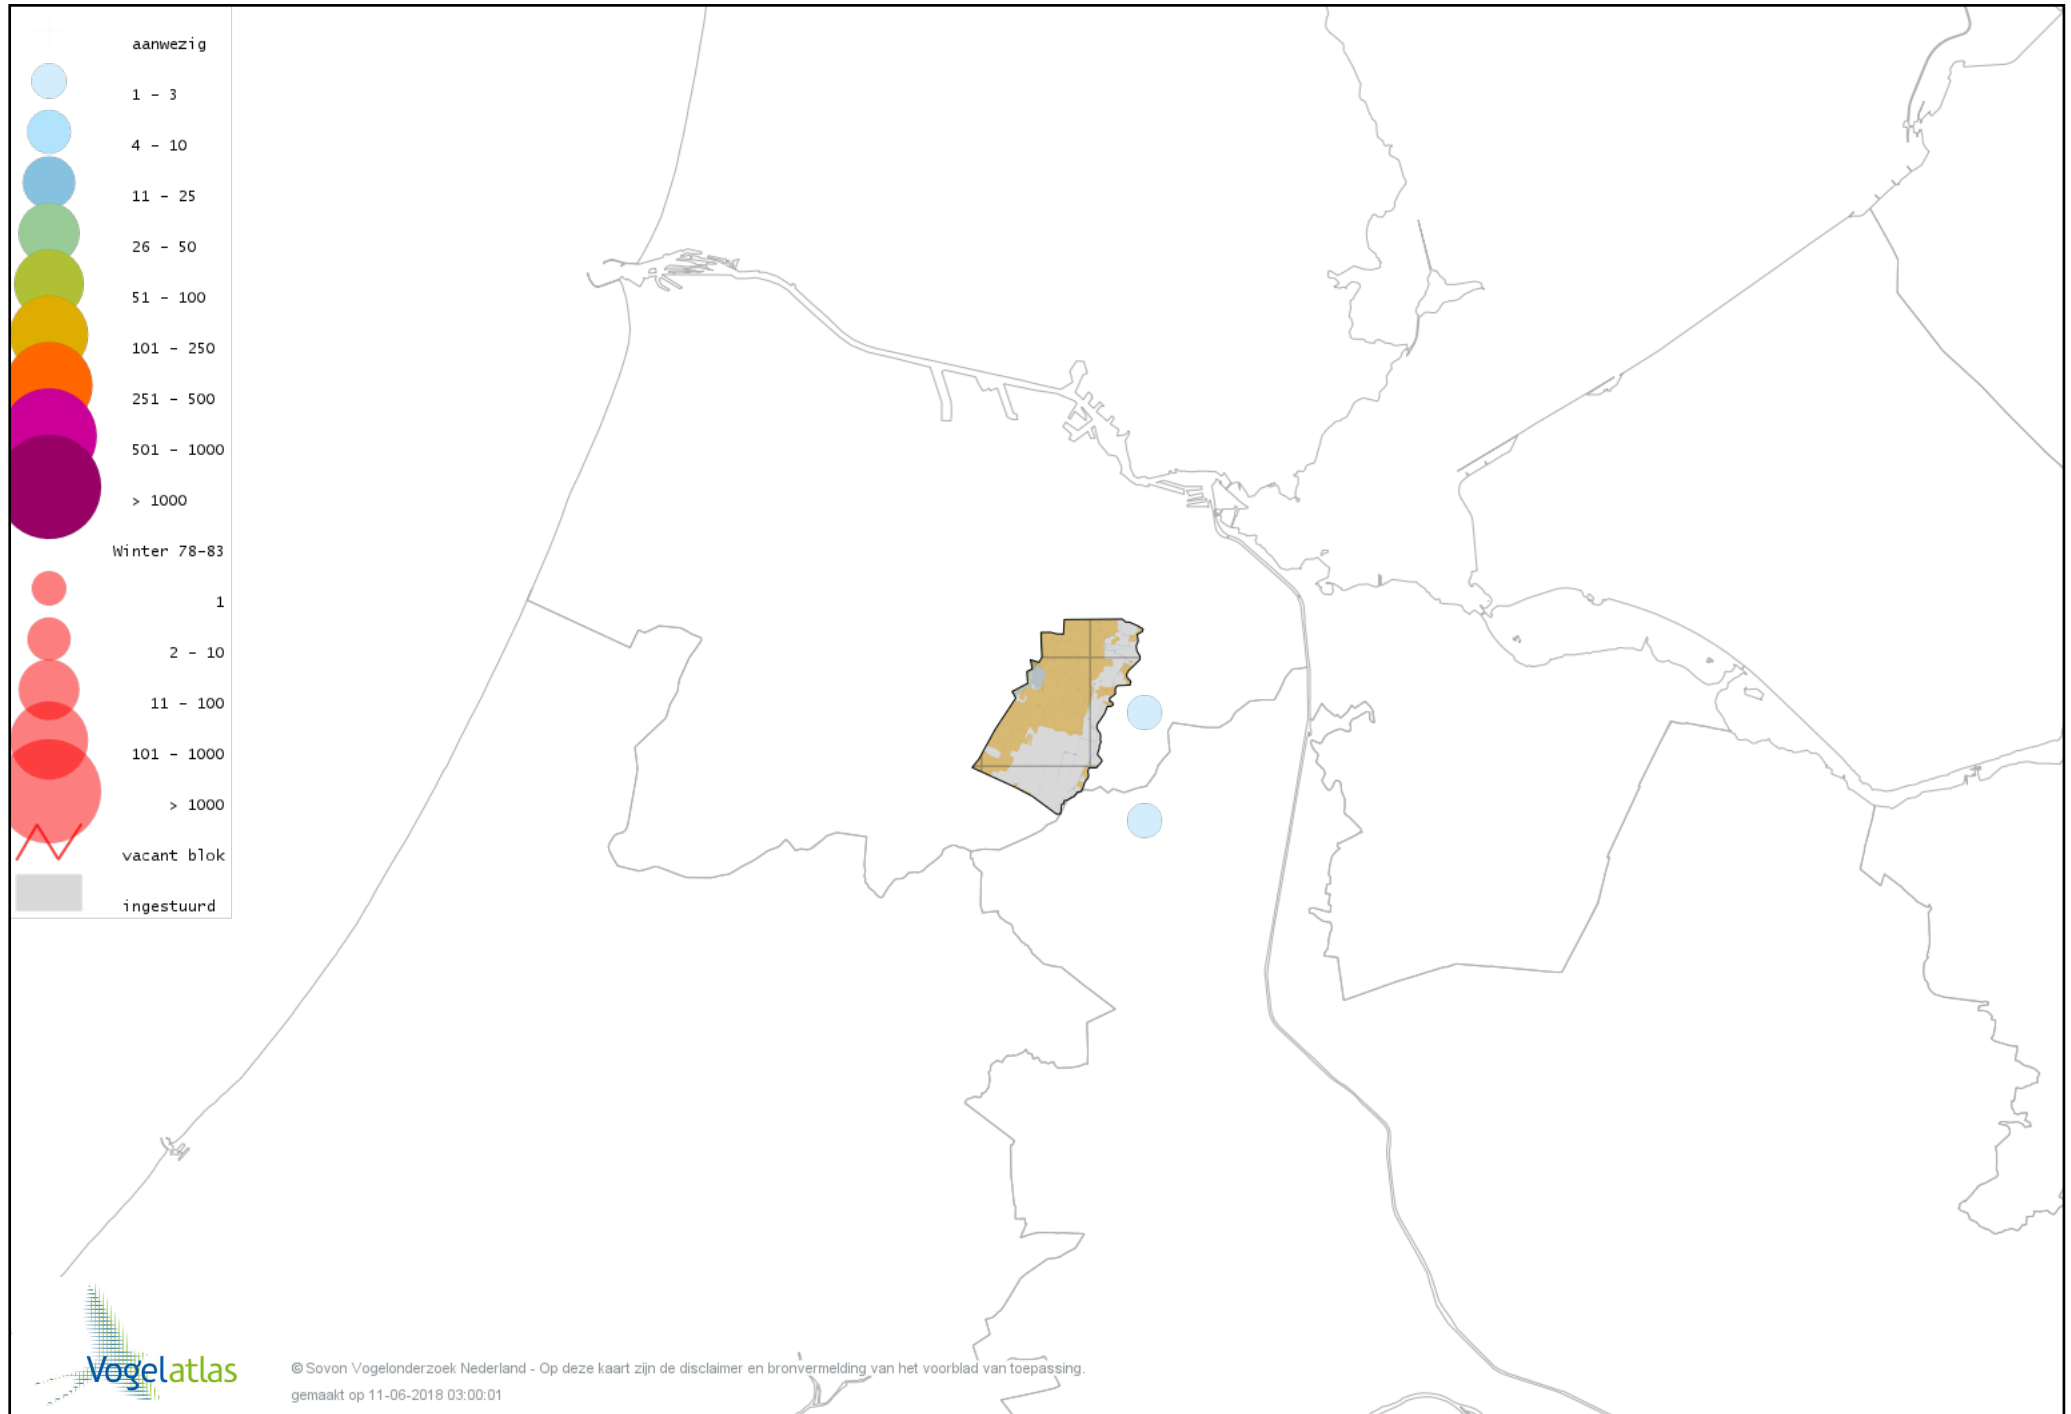 aanwezig
1 – 3
4 – 10
11 – 25
26 – 50
51 – 100
101 – 250
251 – 500
501 – 1000
> 1000
Winter 78-83
1
2 – 10
11 – 100
101 – 1000
> 1000
vacant blok
ingestuurd
Vogelatlas
© Sovon Vogelonderzoek Nederland - Op deze kaart zijn de disclaimer en bronvermelding van het voorblad van toepassing.
gemaakt op 11-06-2018 03:00:01